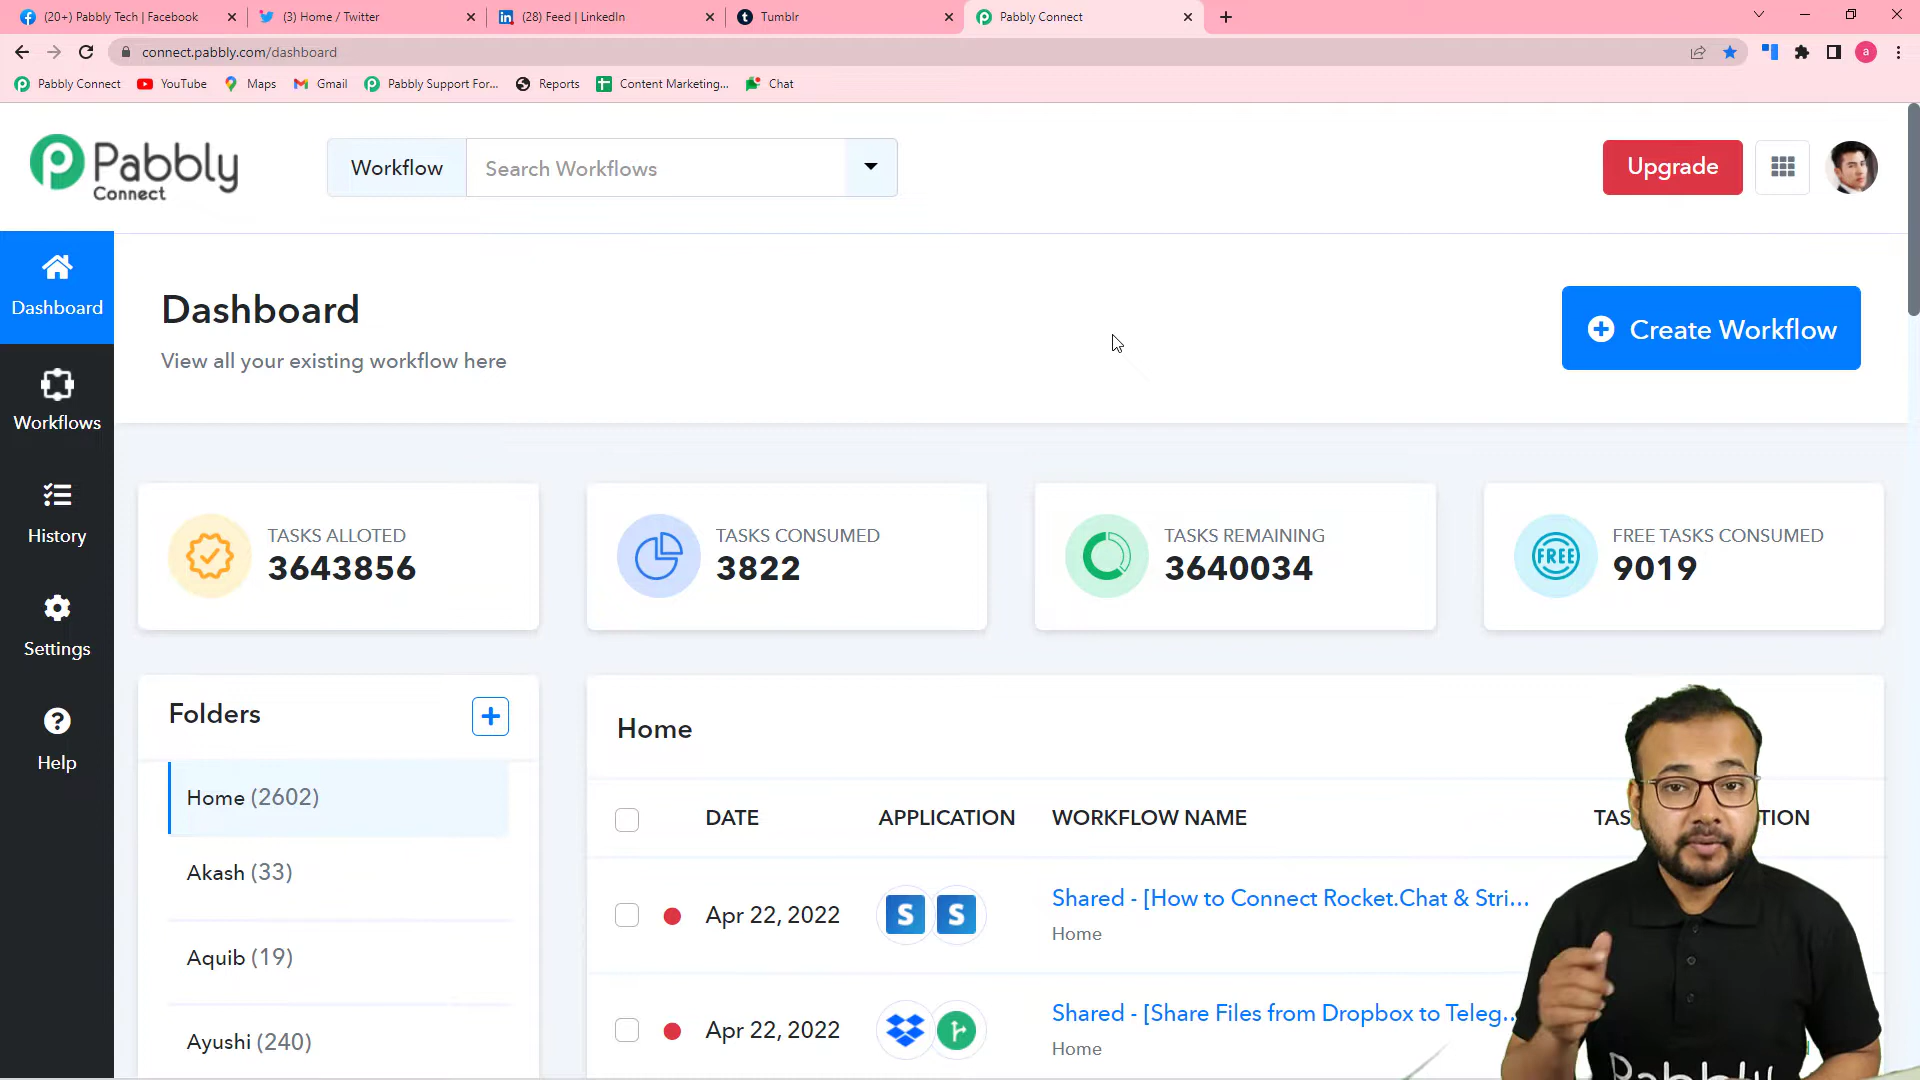 (20+) Pabbly Tech | Facebook
(3) Home / Twitter
(28) Feed | LinkedIn
Tumblr
Pabbly Connect
connect.pabbly.com/dashboard
a
Pabbly Connect
YouTube
Maps
Gmail
Pabbly Support For...
Reports
Content Marketing...
Chat
Pabbly
Connect
Workflow
Search Workflows
Upgrade
Dashboard
Workflows
History
Settings
Help
Dashboard
View all your existing workflow here
Create Workflow
TASKS ALLOTED
3643856
TASKS CONSUMED
3822
TASKS REMAINING
3640034
FREE
FREE TASKS CONSUMED
9019
Folders
Home (2602)
Akash (33)
Aquib (19)
Ayushi (240)
Home
DATE
APPLICATION
WORKFLOW NAME
Apr 22, 2022
S S
Shared - [How to Connect Rocket.Chat & Stri...
Home
Apr 22, 2022
Shared - [Share Files from Dropbox to Teleg...
Home
Pabbly